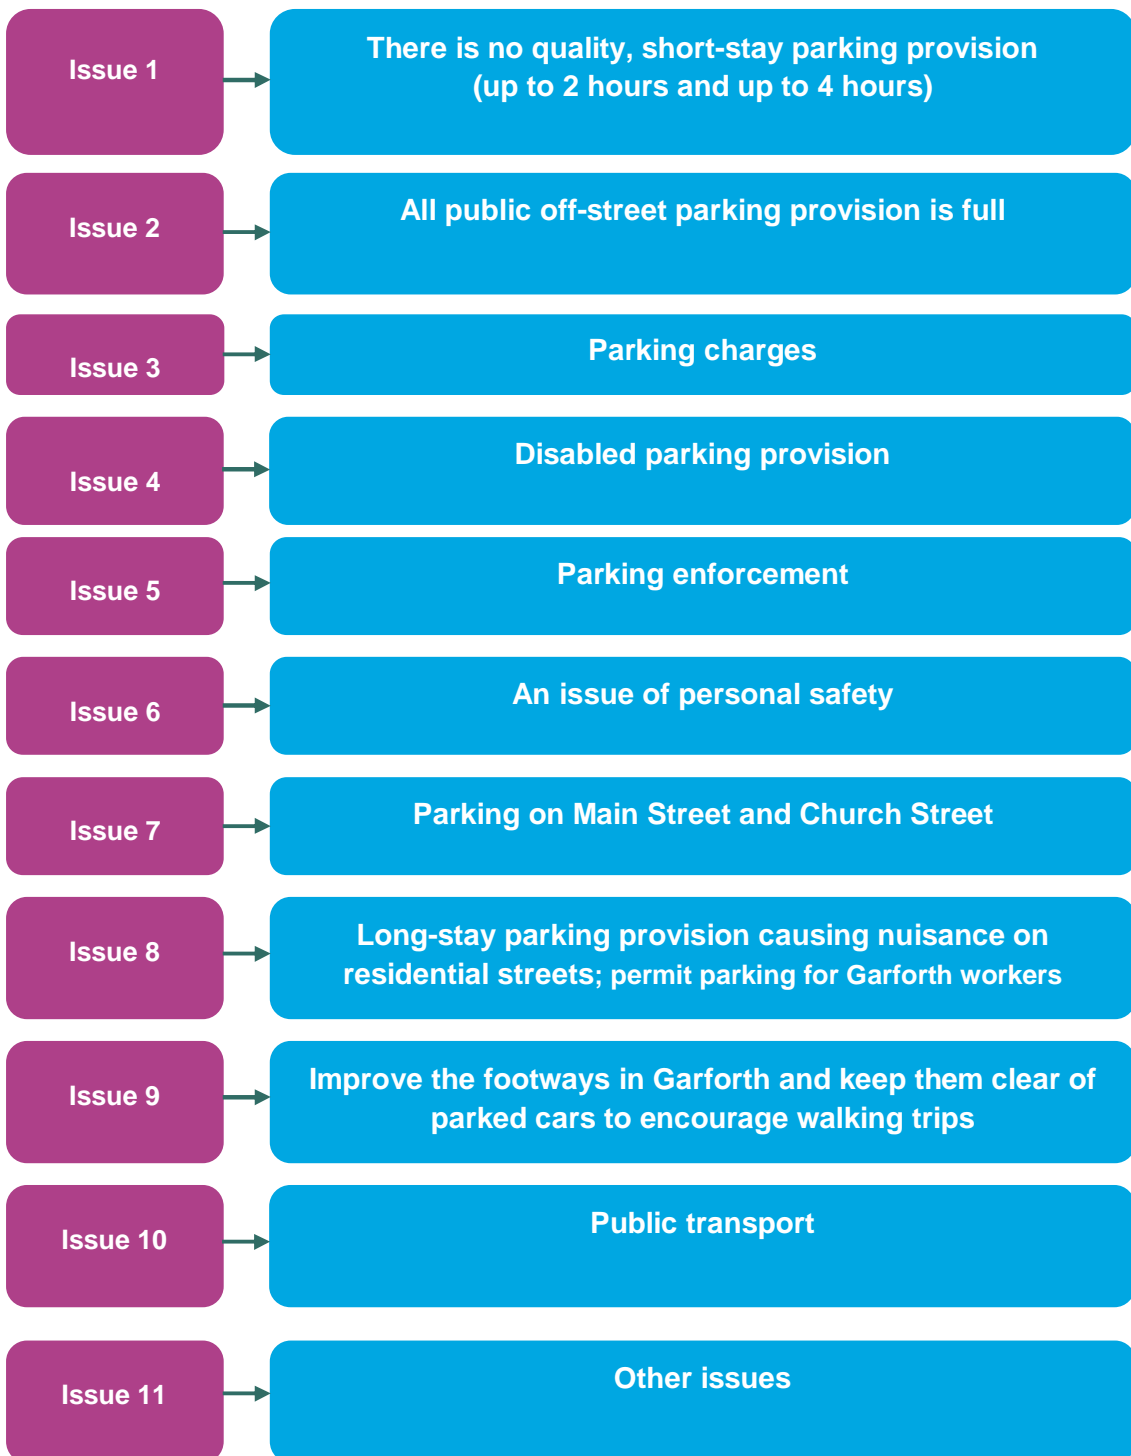 Issue 1
There is no quality, short-stay parking provision
(up to 2 hours and up to 4 hours)
Issue 2
All public off-street parking provision is full
Issue 3
Parking charges
Issue 4
Disabled parking provision
Issue 5
Parking enforcement
Issue 6
An issue of personal safety
Issue 7
Parking on Main Street and Church Street
Issue 8
Long-stay parking provision causing nuisance on
residential streets; permit parking for Garforth workers
Issue 9
Improve the footways in Garforth and keep them clear of
parked cars to encourage walking trips
Issue 10
Public transport
Issue 11
Other issues